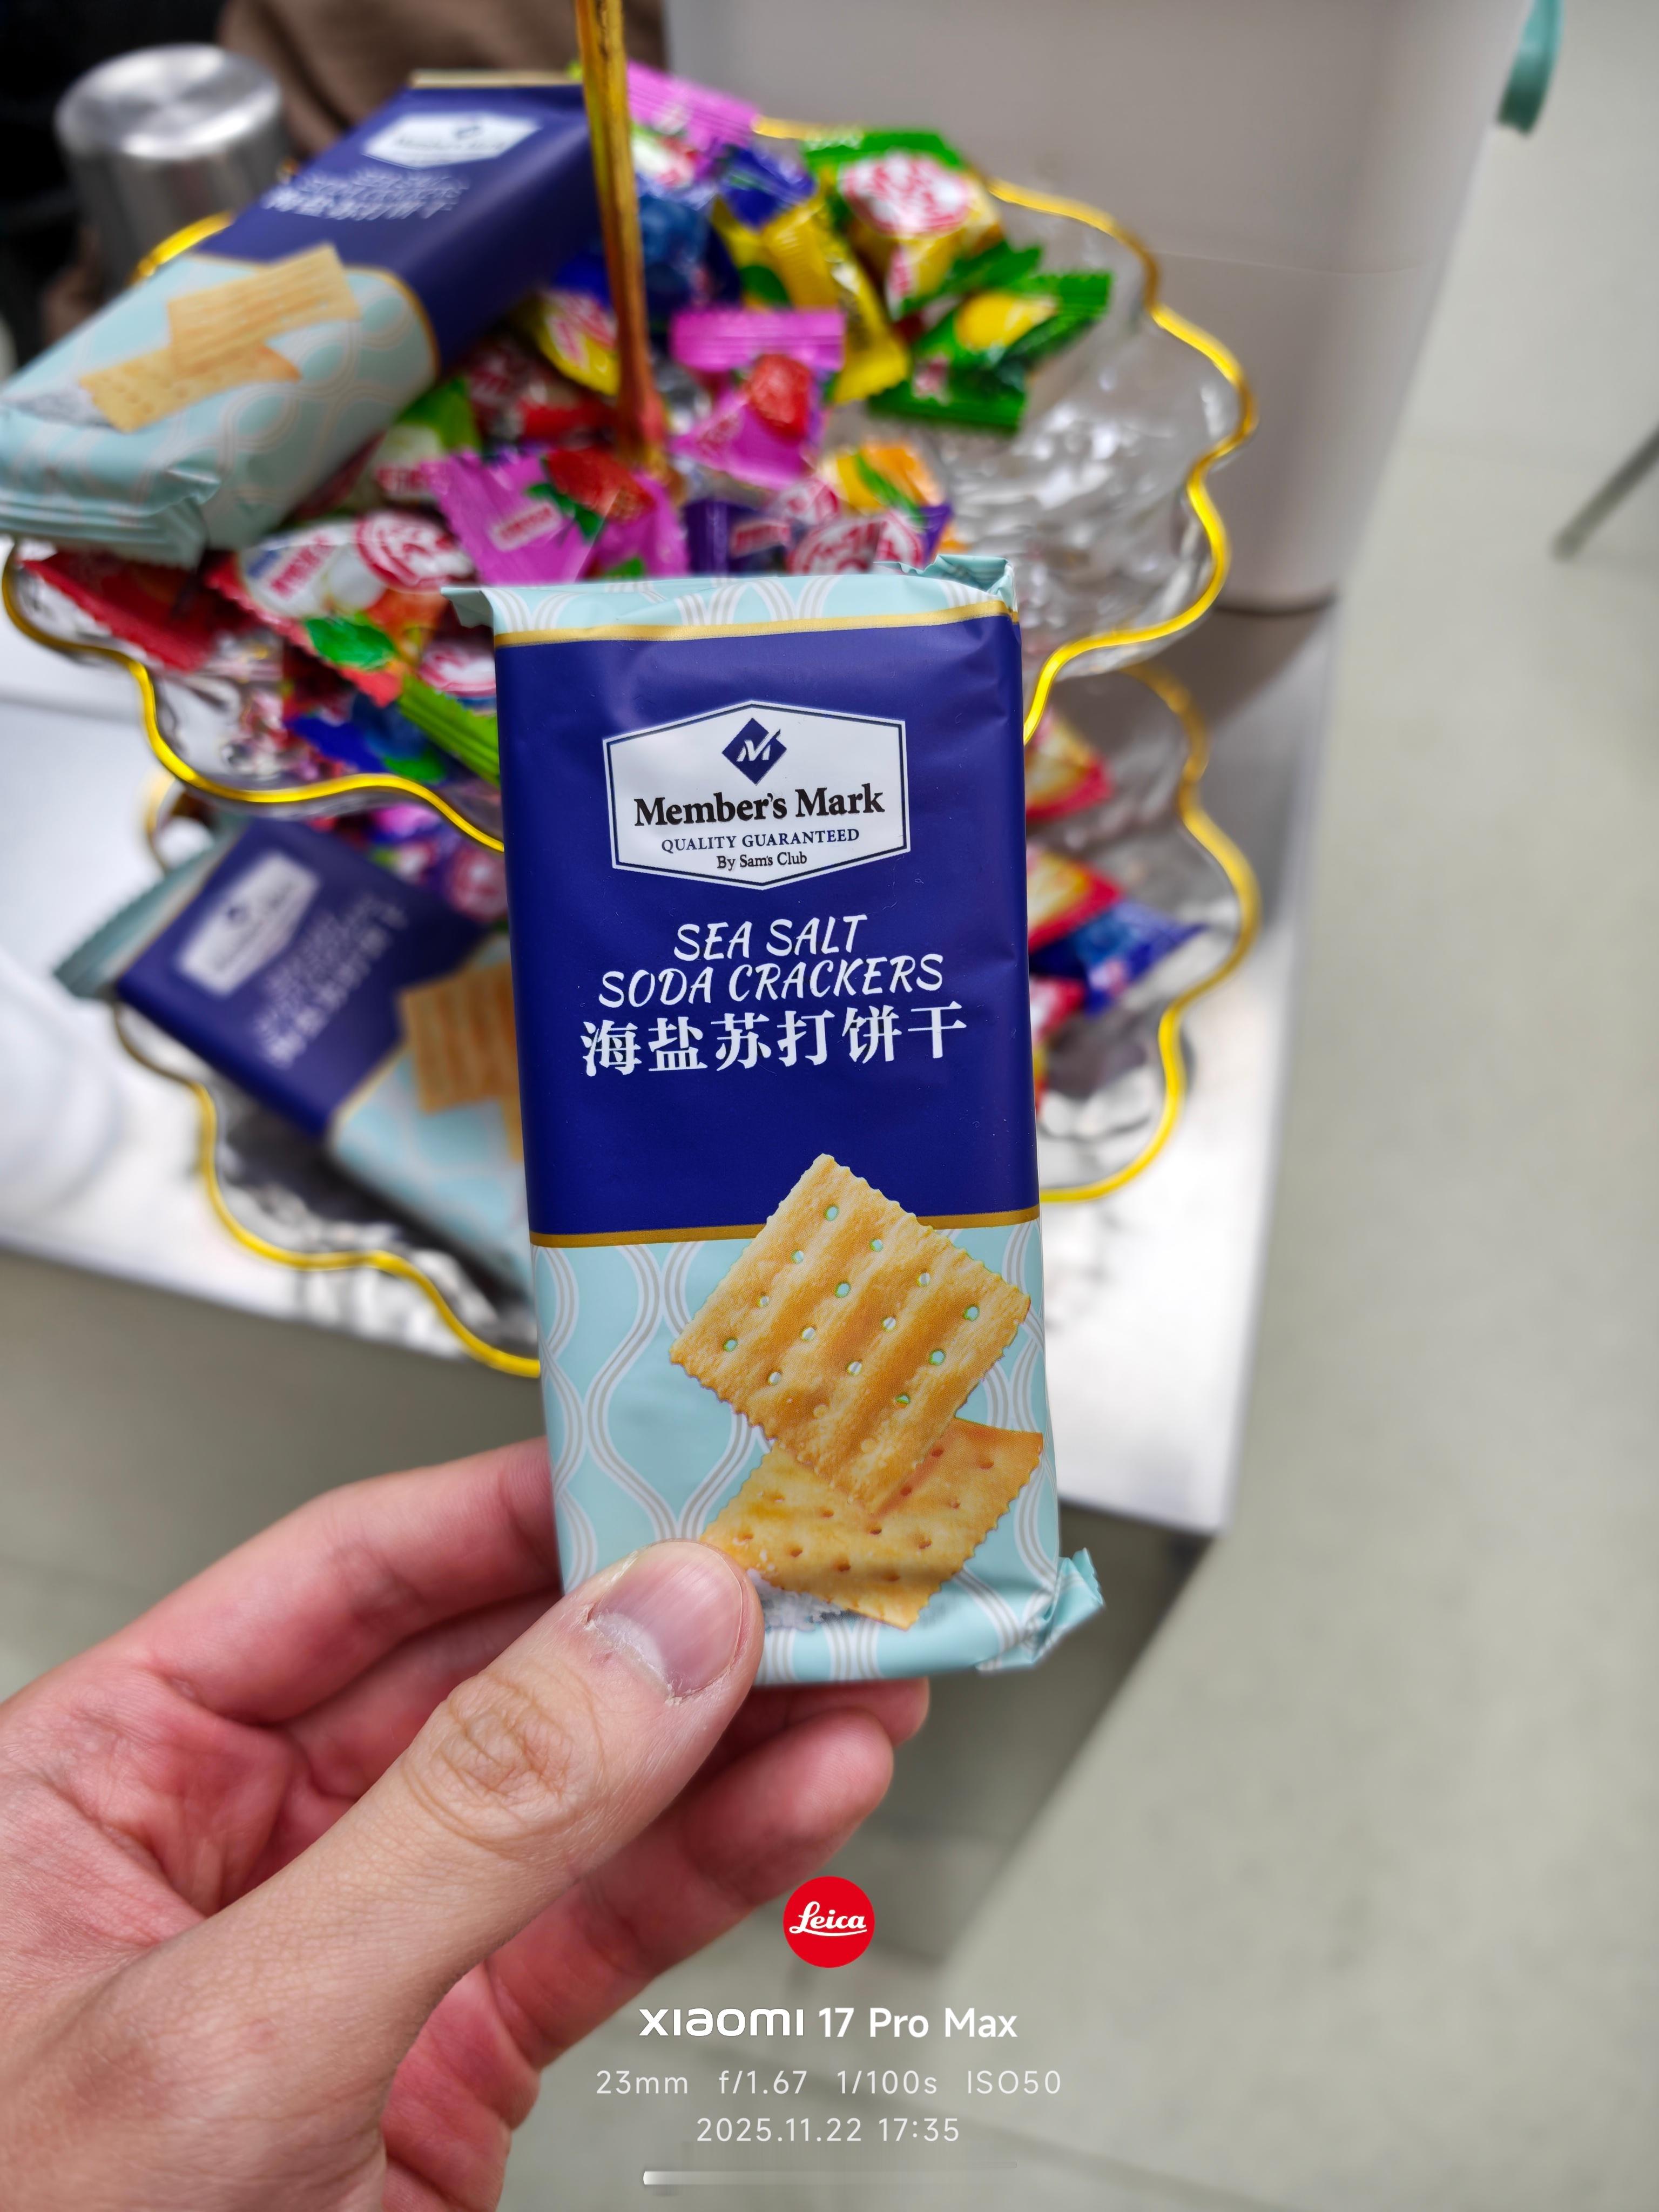 Member's Mark
QUALITY GUARANTEED
By Sam's Club
SEA SALT
SODA CRACKERS
海盐苏打饼干
Leica
xiaomi 17 Pro Max
23mm f/1.67 1/100s ISO50
2025.11.22 17:35